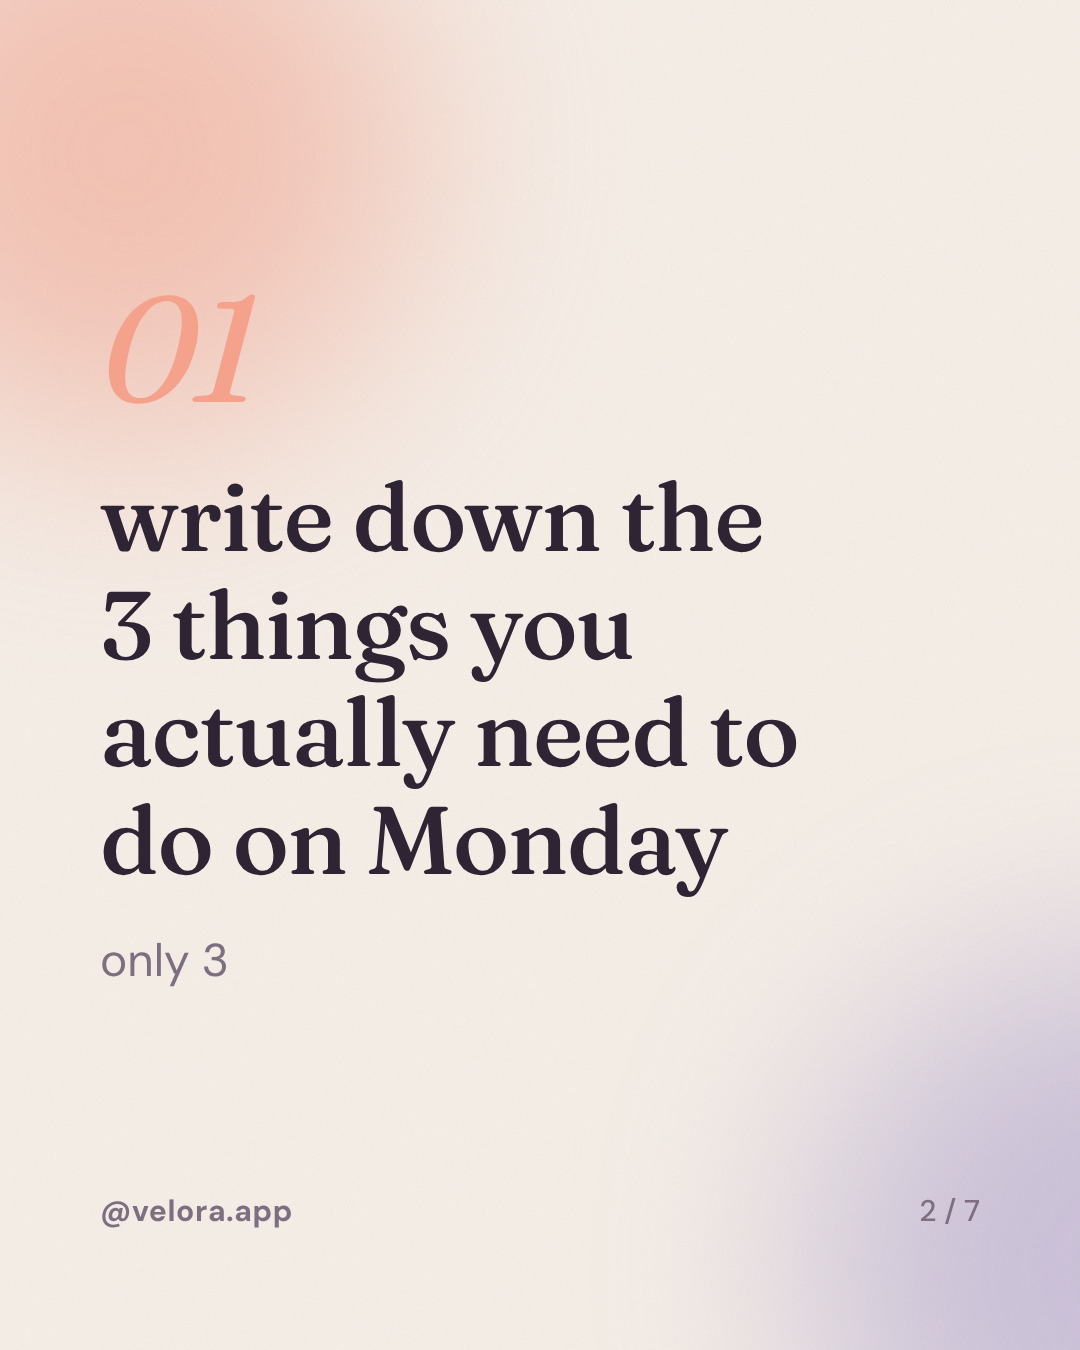 01
write down the
3 things you
actually need to
do on Monday
only 3
@velora.app
2 / 7